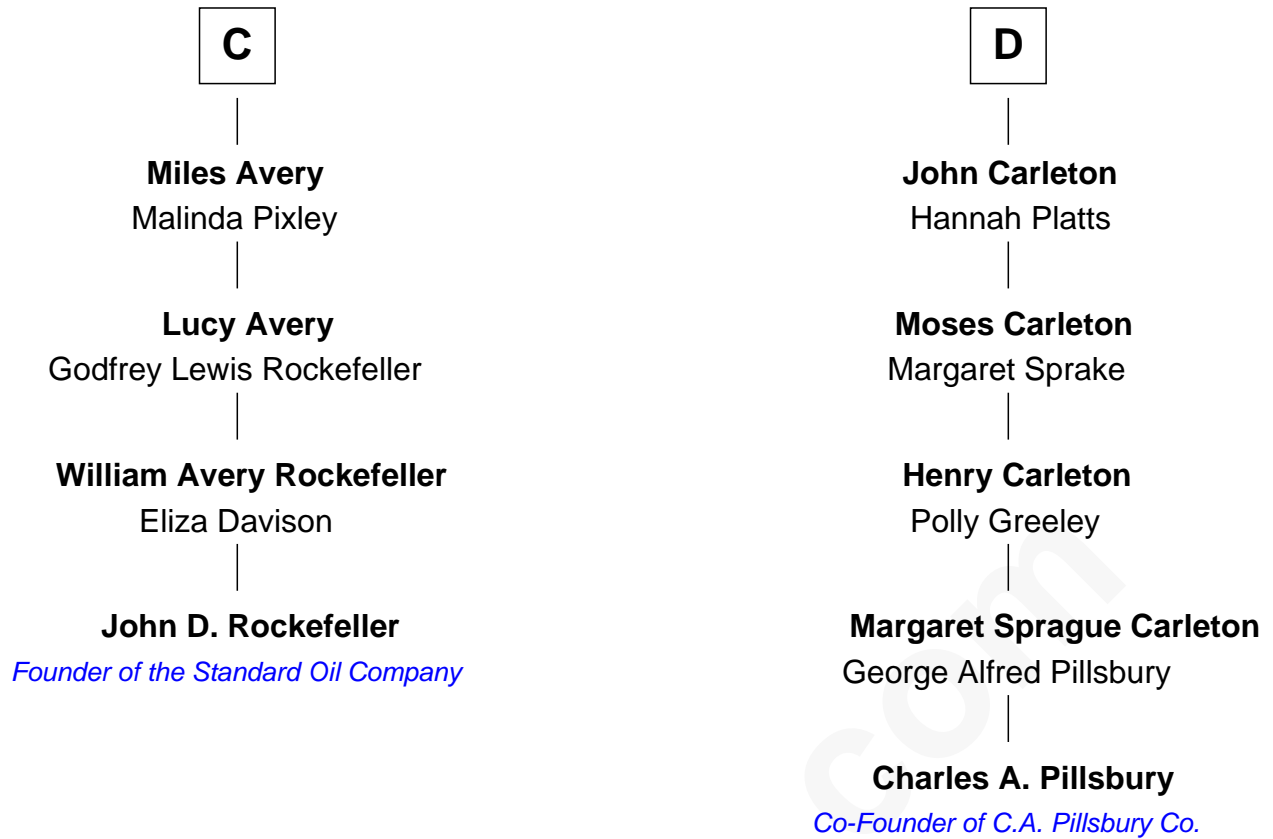 C
Miles Avery
Malinda Pixley
Lucy Avery
Godfrey Lewis Rockefeller
William Avery Rockefeller
Eliza Davison
John D. Rockefeller
Founder of the Standard Oil Company
D
John Carleton
Hannah Platts
Moses Carleton
Margaret Sprake
Henry Carleton
Polly Greeley
Margaret Sprague Carleton
George Alfred Pillsbury
Charles A. Pillsbury
Co-Founder of C.A. Pillsbury Co.
com